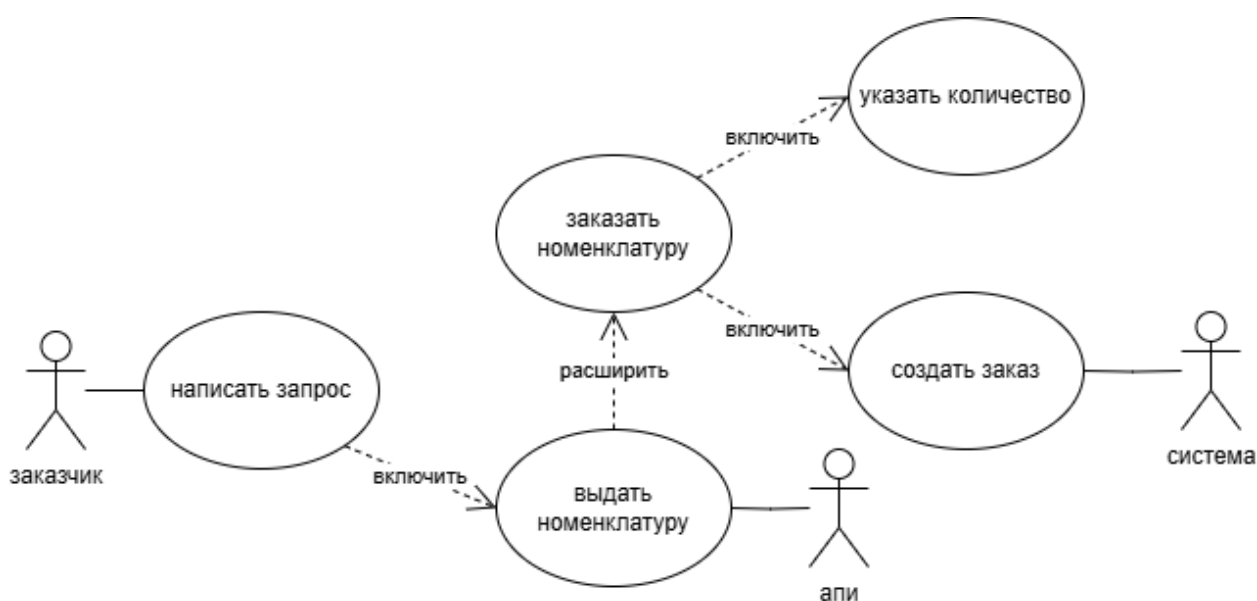 указать количество
включить
заказать
номенклатуру
включить
создать заказ
система
расширить
написать запрос
заказчик
включить
выдать
номенклатуру
апи